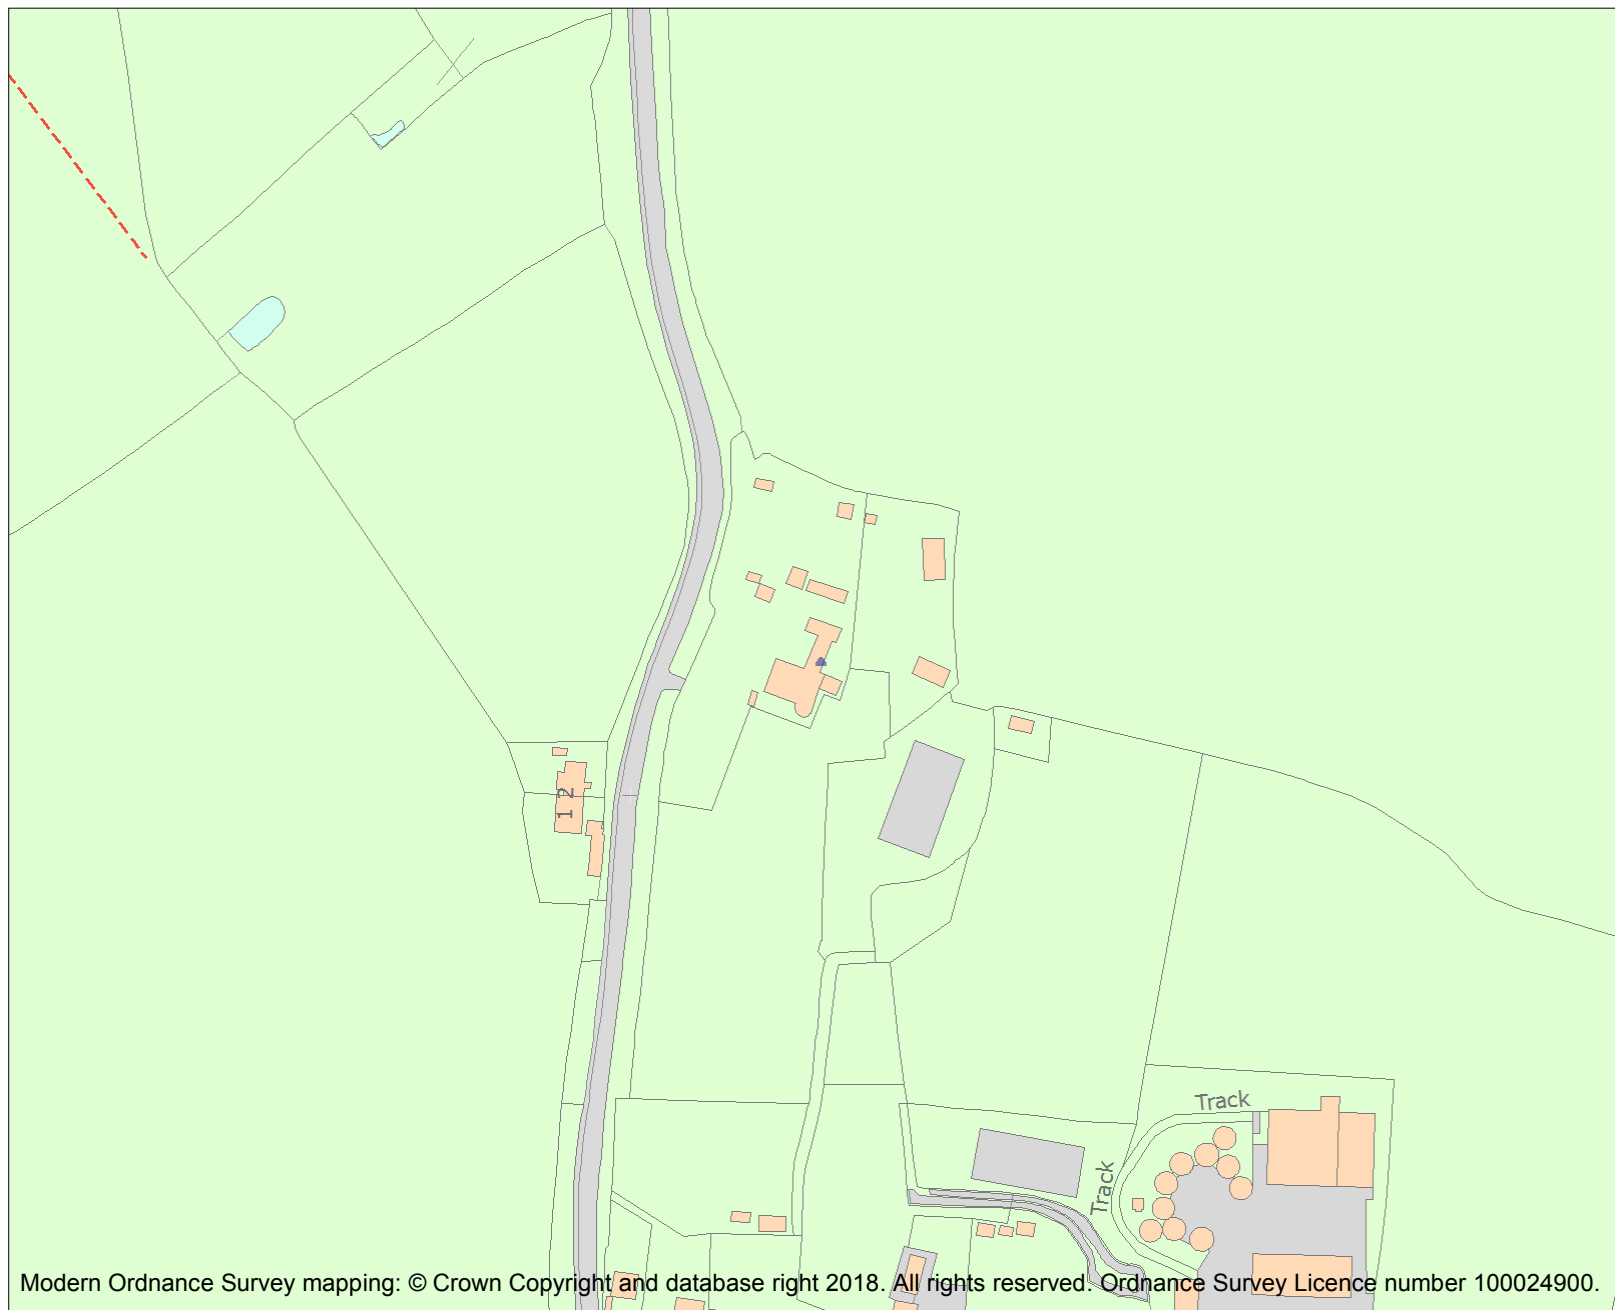 1 2
Track
Track
Modern Ordnance Survey mapping: © Crown Copyright and database right 2018. All rights reserved. Ordnance Survey Licence number 100024900.